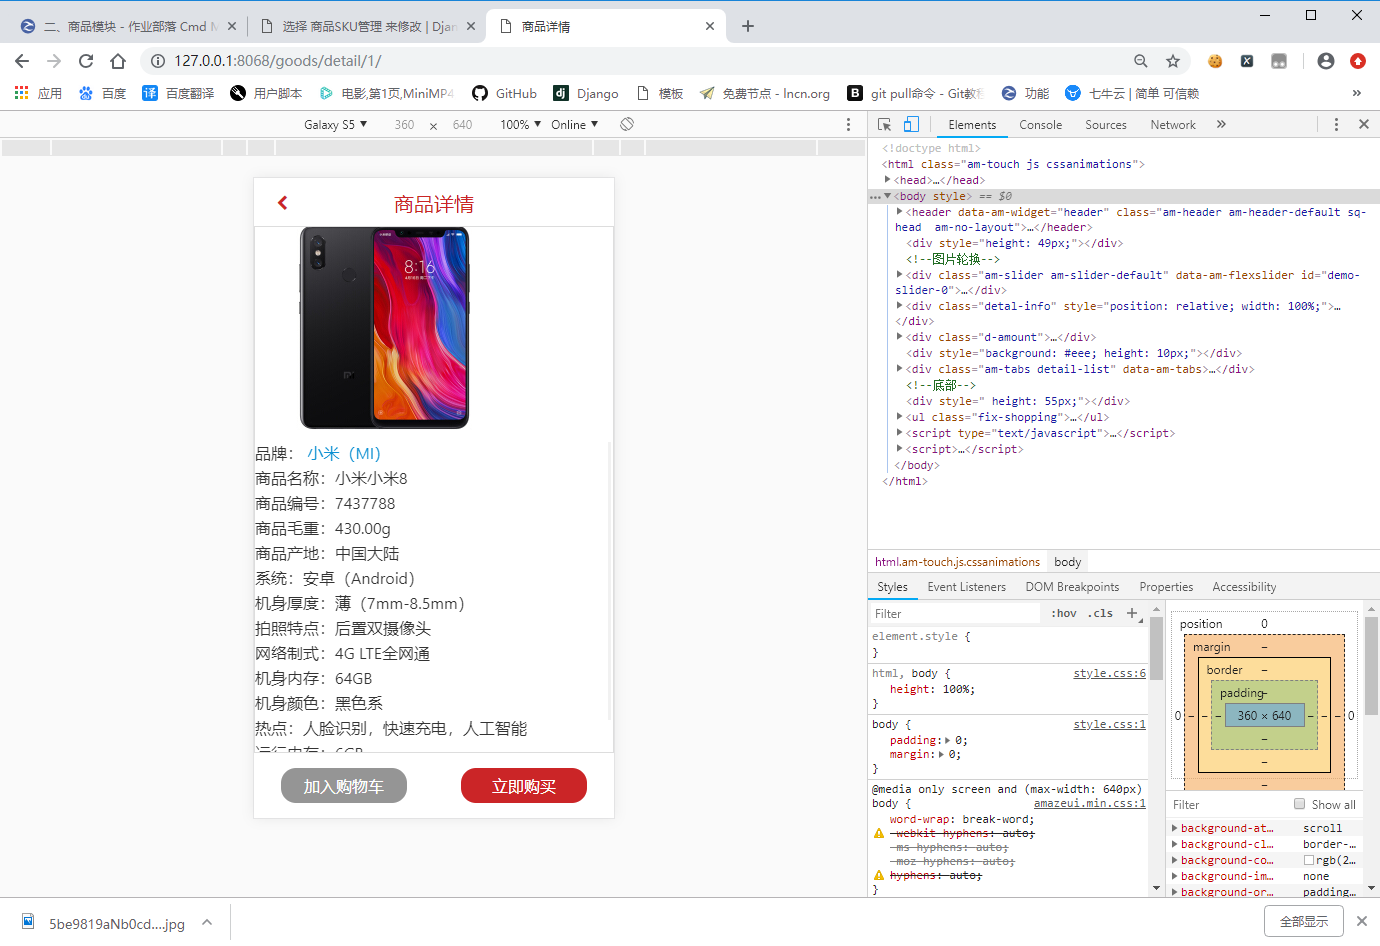 二、商品模块 - 作业部落 Cmd M
选择 商品SKU管理 来修改 | Djan
商品详情
127.0.0.1:8068/goods/detail/1/
应用
百度
译
百度翻译
用户脚本
电影,第1页,MiniMP4
GitHub
dj
Django
模板
免费节点 - lncn.org
B
git pull命令 - Git教程
功能
七牛云 | 简单 可信赖
»
Galaxy S5 ▼
360 × 640
100% ▼
Online ▼
商品详情
8:16
品牌： 小米（MI）
商品名称：小米小米8
商品编号：7437788
商品毛重：430.00g
商品产地：中国大陆
系统：安卓（Android）
机身厚度：薄（7mm-8.5mm）
拍照特点：后置双摄像头
网络制式：4G LTE全网通
机身内存：64GB
机身颜色：黑色系
热点：人脸识别，快速充电，人工智能
运行内存：6GB
加入购物车
立即购买
Elements
Console
Sources
Network
»
<!doctype html>
<html class="am-touch js cssanimations">
<head>…</head>
<body style> == $0
<header data-am-widget="header" class="am-header am-header-default sq-
head  am-no-layout">…</header>
<div style="height: 49px;"></div>
<!--图片轮换-->
<div class="am-slider am-slider-default" data-am-flexslider id="demo-
slider-0">…</div>
<div class="detal-info" style="position: relative; width: 100%;">…
</div>
<div class="d-amount">…</div>
<div style="background: #eee; height: 10px;"></div>
<div class="am-tabs detail-list" data-am-tabs>…</div>
<!--底部-->
<div style=" height: 55px;"></div>
<ul class="fix-shopping">…</ul>
<script type="text/javascript">…</script>
<script>…</script>
</body>
</html>
html.am-touch.js.cssanimations
body
Styles
Event Listeners
DOM Breakpoints
Properties
Accessibility
Filter
:hov .cls +
element.style {
}
html, body {
style.css:6
height: 100%;
}
body {
style.css:1
padding: 0;
margin: 0;
}
@media only screen and (max-width: 640px)
body {
amazeui.min.css:1
word-wrap: break-word;
-webkit-hyphens: auto;
-ms-hyphens: auto;
-moz-hyphens: auto;
hyphens: auto;
}
position 0
margin –
border –
padding –
0 – – – 360 × 640 – – – 0
–
–
–
Filter
Show all
background-at…
scroll
background-cl…
border-…
background-co…
rgb(2…
background-im…
none
background-or…
padding…
5be9819aNb0cd....jpg
全部显示